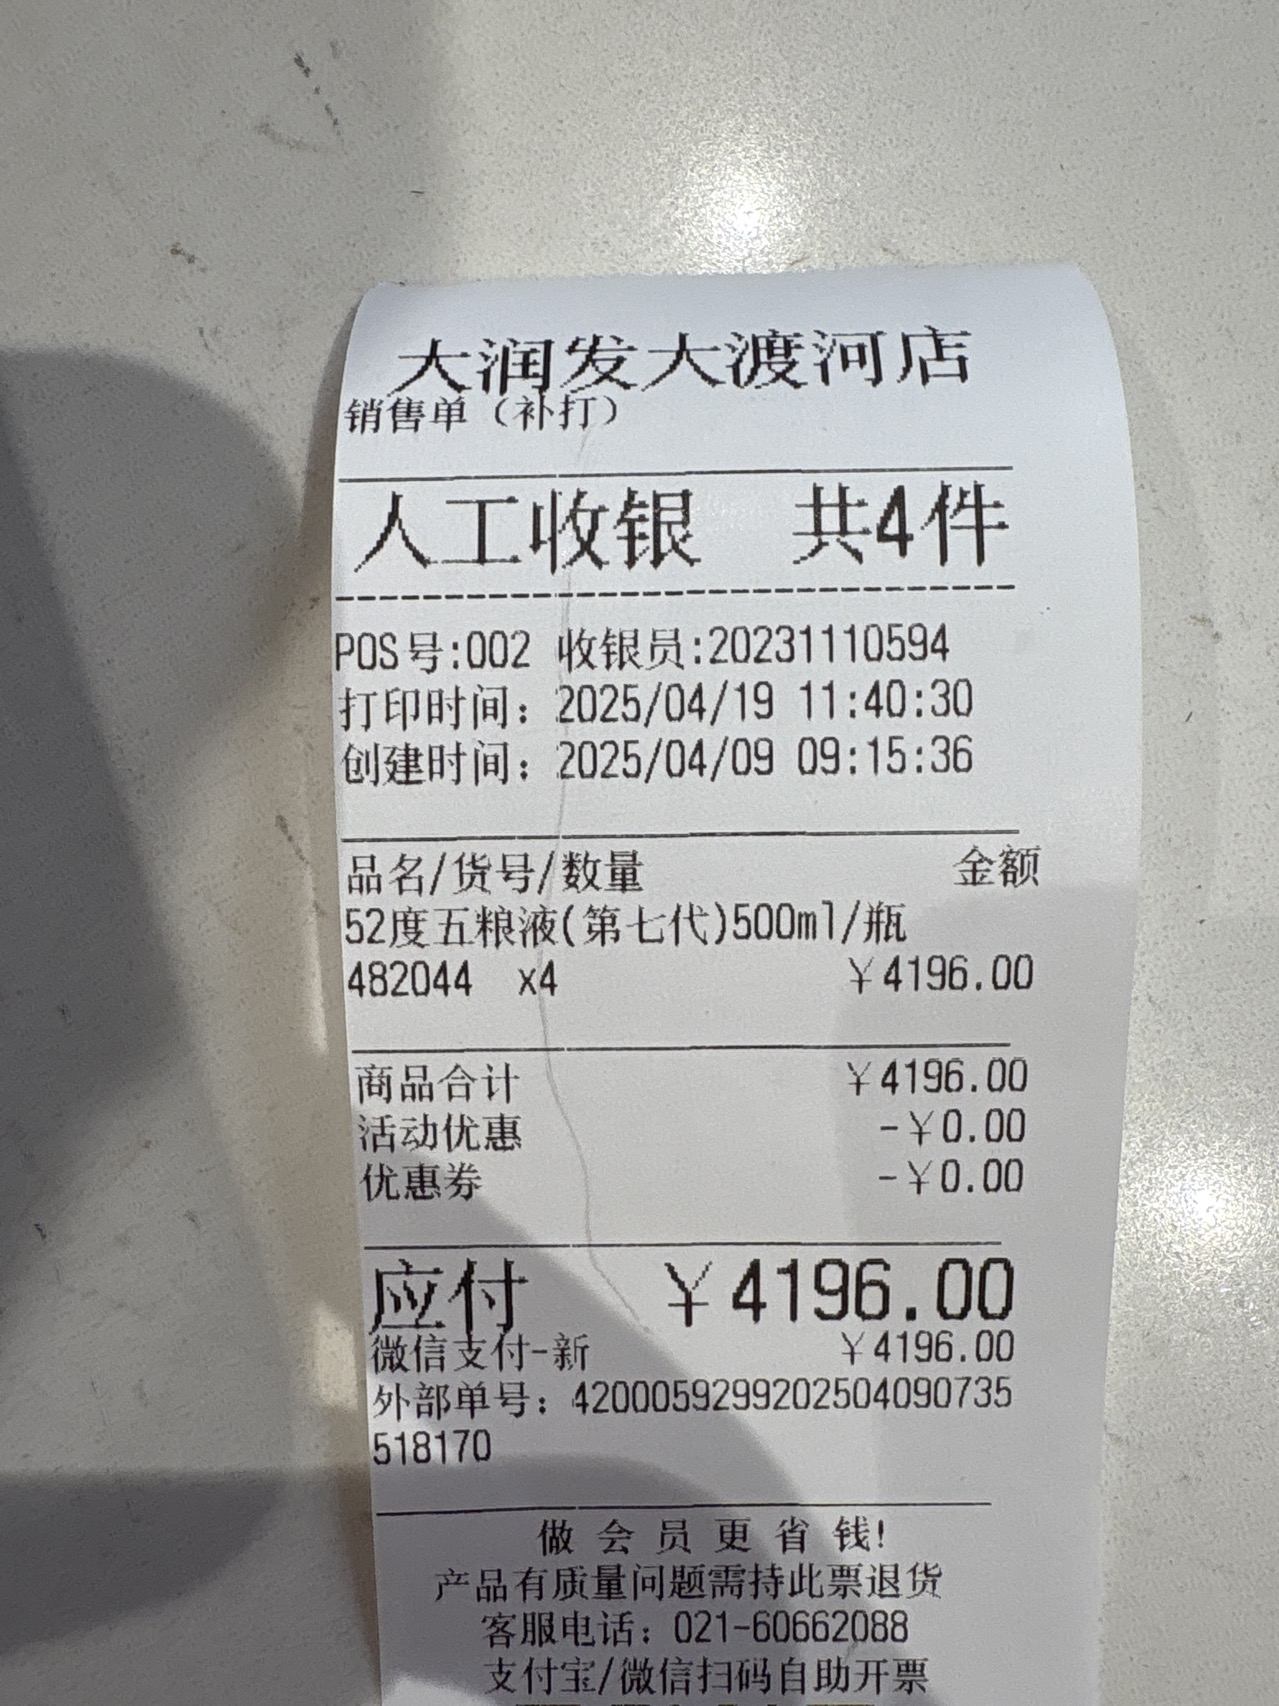 大润发大渡河店
销售单（补打）
人工收银 共4件
POS号:002 收银员:20231110594
打印时间：2025/04/19 11:40:30
创建时间：2025/04/09 09:15:36
品名/货号/数量 金额
52度五粮液(第七代)500ml/瓶
482044 x4 ￥4196.00
商品合计 ￥4196.00
活动优惠 -￥0.00
优惠券 -￥0.00
应付 ￥4196.00
微信支付-新 ￥4196.00
外部单号：4200059299202504090735
518170
做会员更省钱!
产品有质量问题需持此票退货
客服电话：021-60662088
支付宝/微信扫码自助开票